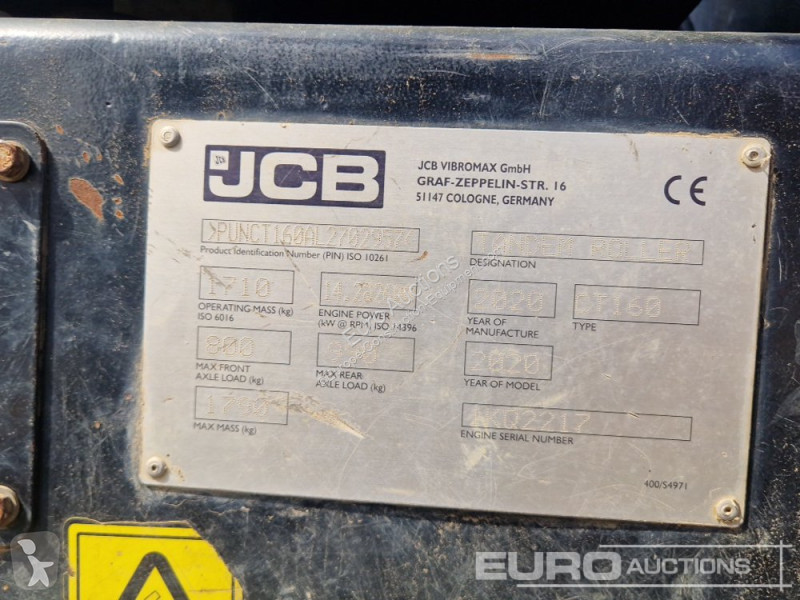 JCB
JCB VIBROMAX GmbH
GRAF-ZEPPELIN-STR. 16
51147 COLOGNE, GERMANY
CE
Product Identification Number (PIN) ISO 10261
TANDEM ROLLER
DESIGNATION
1710
OPERATING MASS (kg)
ISO 6016
ENGINE POWER
(kW @ RPM, ISO 14396
2020
YEAR OF
MANUFACTURE
CT160
TYPE
800
MAX FRONT
AXLE LOAD (kg)
MAX REAR
AXLE LOAD (kg)
2020
YEAR OF MODEL
1790
MAX MASS (kg)
ENGINE SERIAL NUMBER
400/S4971
EURO AUCTIONS